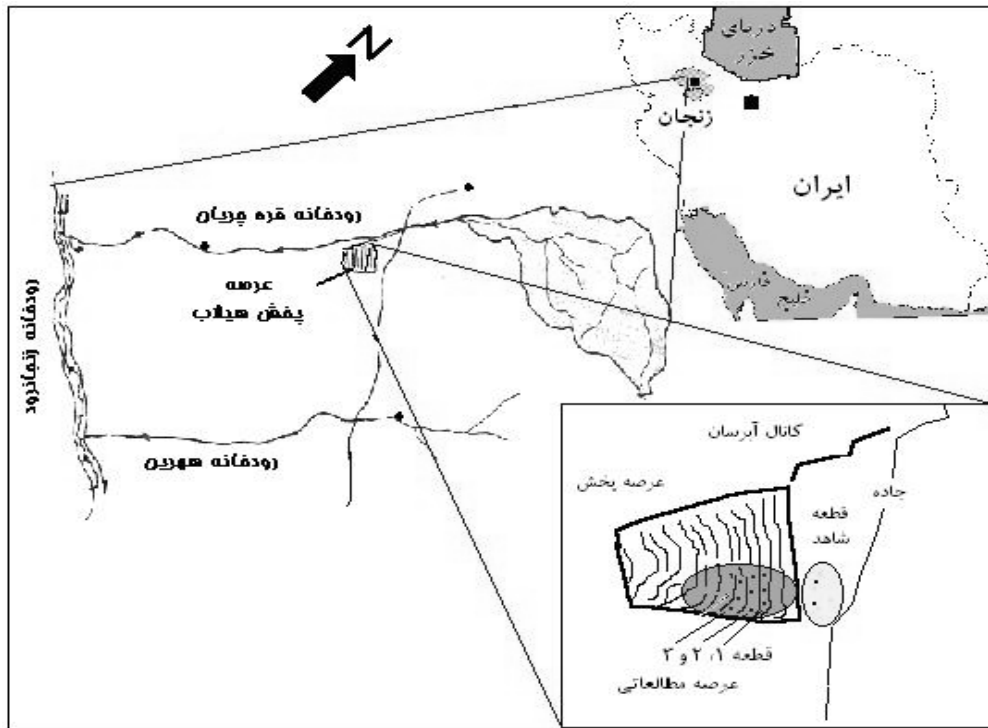 N
دریای
خزر
زنجان
ایران
خلیج فارس
رودخانه قره چریان
عرصه
پخش سیلاب
رودخانه زنجانرود
رودخانه سهرین
کانال آبرسان
عرصه پخش
جاده
قطعه
شاهد
قطعه ۱، ۲ و ۳
عرصه مطالعاتی